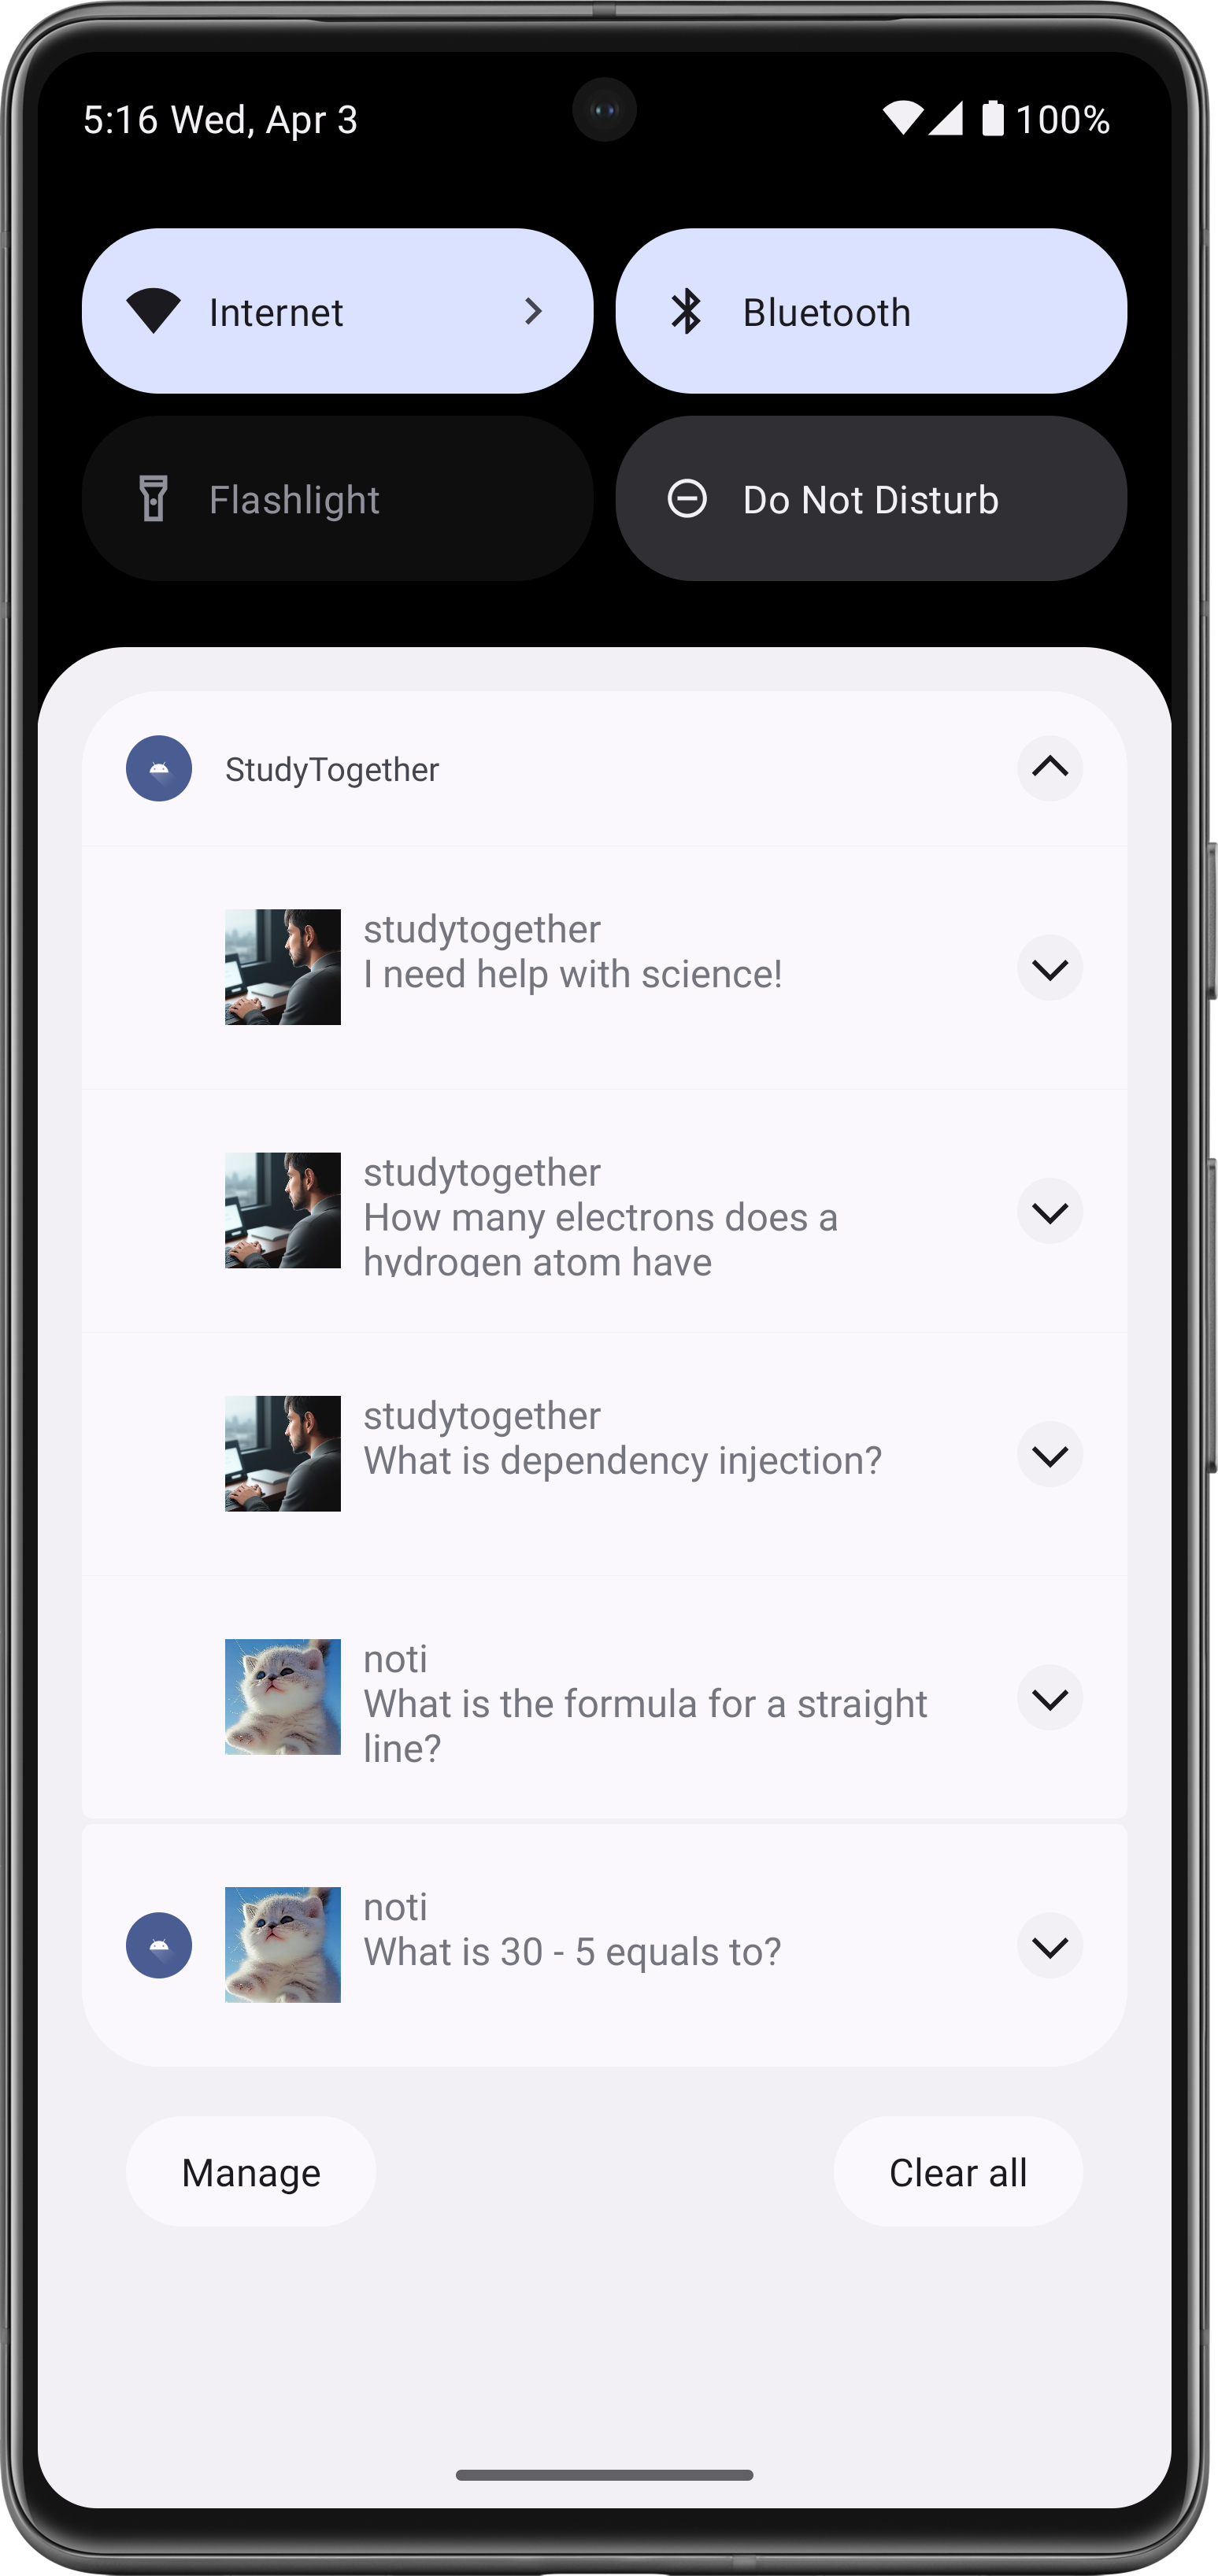 5:16 Wed, Apr 3
100%
Internet
Bluetooth
Flashlight
Do Not Disturb
StudyTogether
studytogether
I need help with science!
studytogether
How many electrons does a
hydrogen atom have
studytogether
What is dependency injection?
noti
What is the formula for a straight
line?
noti
What is 30 - 5 equals to?
Manage
Clear all